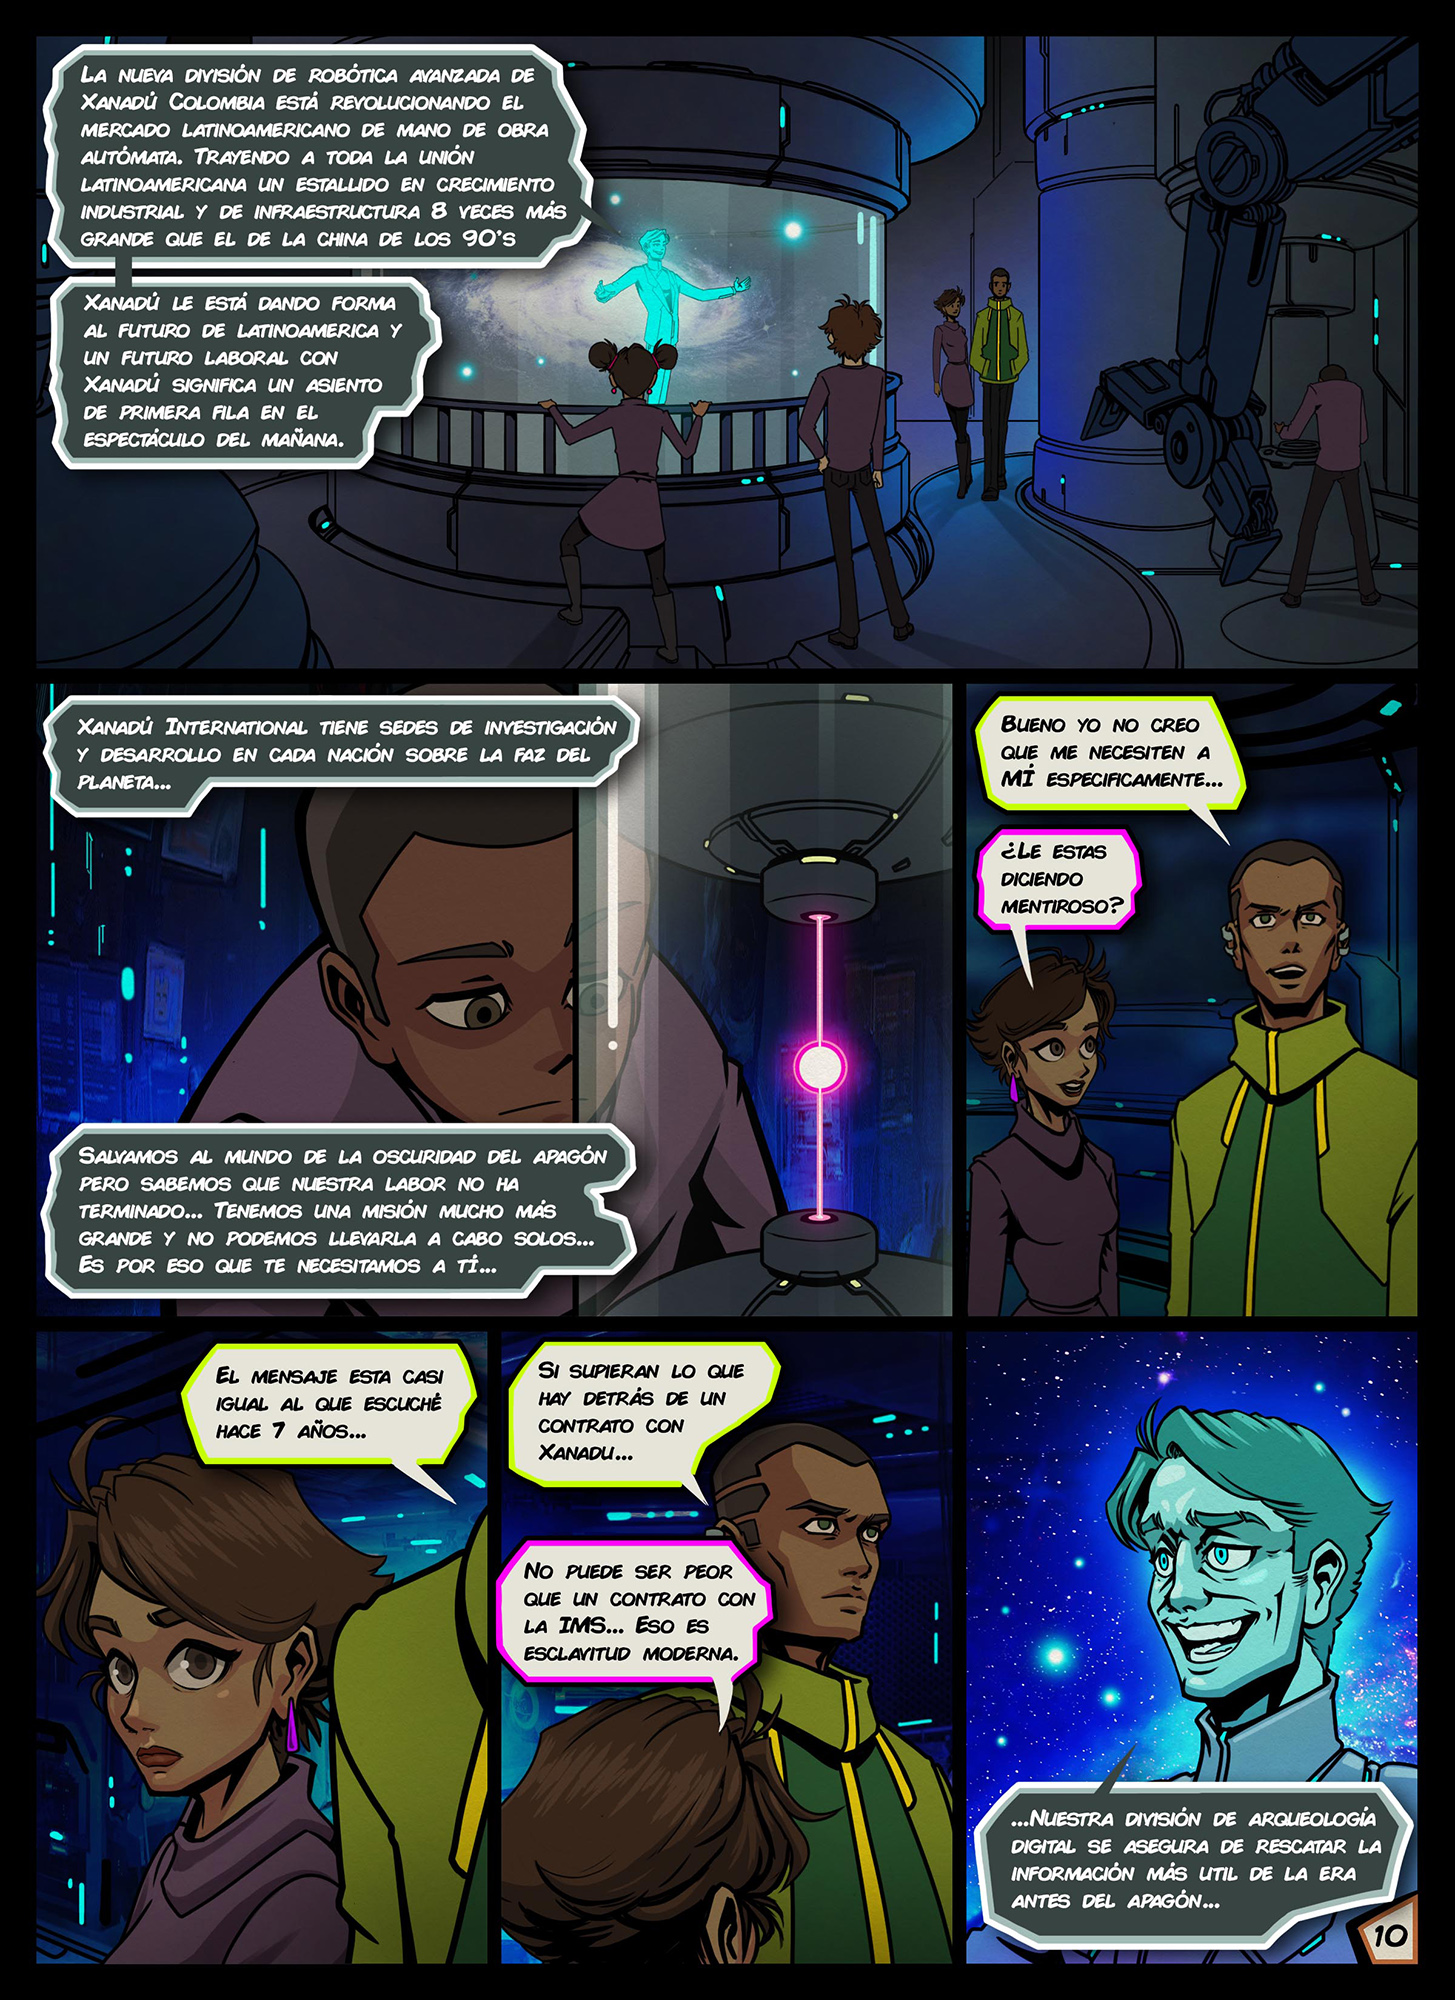 La nueva división de robótica avanzada de
Xanadú Colombia está revolucionando el
mercado latinoamericano de mano de obra
autómata. Trayendo a toda la unión
latinoamericana un estallido en crecimiento
industrial y de infraestructura 8 veces más
grande que el de la china de los 90's
Xanadú le está dando forma
al futuro de latinoamerica y
un futuro laboral con
Xanadú significa un asiento
de primera fila en el
espectáculo del mañana.
Xanadú International tiene sedes de investigación
y desarrollo en cada nación sobre la faz del
planeta...
Salvamos al mundo de la oscuridad del apagón
pero sabemos que nuestra labor no ha
terminado... Tenemos una misión mucho más
grande y no podemos llevarla a cabo solos...
Es por eso que te necesitamos a tí...
Bueno yo no creo
que me necesiten a
MÍ especificamente...
¿Le estas
diciendo
mentiroso?
El mensaje esta casi
igual al que escuché
hace 7 años...
Si supieran lo que
hay detrás de un
contrato con
Xanadu...
No puede ser peor
que un contrato con
la IMS... Eso es
esclavitud moderna.
...Nuestra división de arqueología
digital se asegura de rescatar la
información más util de la era
antes del apagón...
10